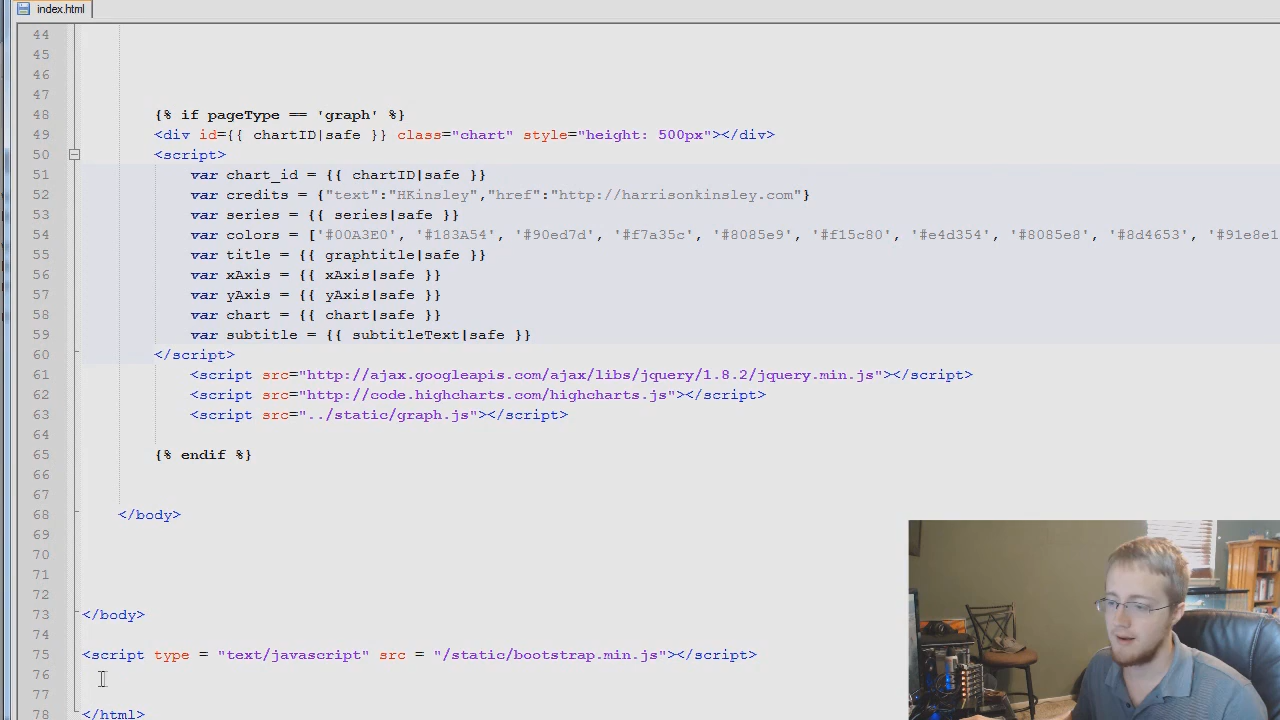 index.html
44
45
46
47
48 {% if pageType == 'graph' %}
49 <div id={{ chartID|safe }} class="chart" style="height: 500px"></div>
50 <script>
51 var chart_id = {{ chartID|safe }}
52 var credits = {"text":"HKinsley","href":"http://harrisonkinsley.com"}
53 var series = {{ series|safe }}
54 var colors = ['#00A3E0', '#183A54', '#90ed7d', '#f7a35c', '#8085e9', '#f15c80', '#e4d354', '#8085e8', '#8d4653', '#91e8e1
55 var title = {{ graphtitle|safe }}
56 var xAxis = {{ xAxis|safe }}
57 var yAxis = {{ yAxis|safe }}
58 var chart = {{ chart|safe }}
59 var subtitle = {{ subtitleText|safe }}
60 </script>
61 <script src="http://ajax.googleapis.com/ajax/libs/jquery/1.8.2/jquery.min.js"></script>
62 <script src="http://code.highcharts.com/highcharts.js"></script>
63 <script src="../static/graph.js"></script>
64
65 {% endif %}
66
67
68 </body>
69
70
71
72
73 </body>
74
75 <script type = "text/javascript" src = "/static/bootstrap.min.js"></script>
76
77
78 </html>